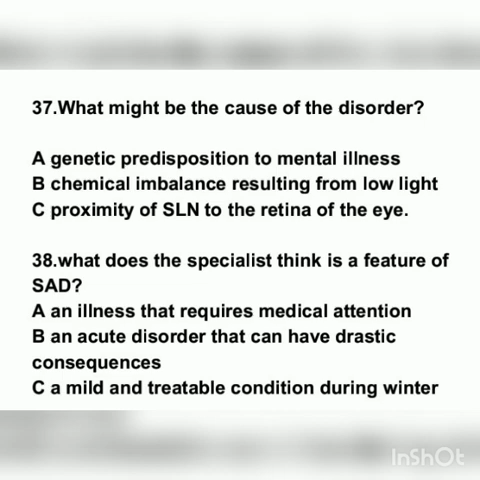 37.What might be the cause of the disorder?
A genetic predisposition to mental illness
B chemical imbalance resulting from low light
C proximity of SLN to the retina of the eye.
38.what does the specialist think is a feature of
SAD?
A an illness that requires medical attention
B an acute disorder that can have drastic
consequences
C a mild and treatable condition during winter
InShOt